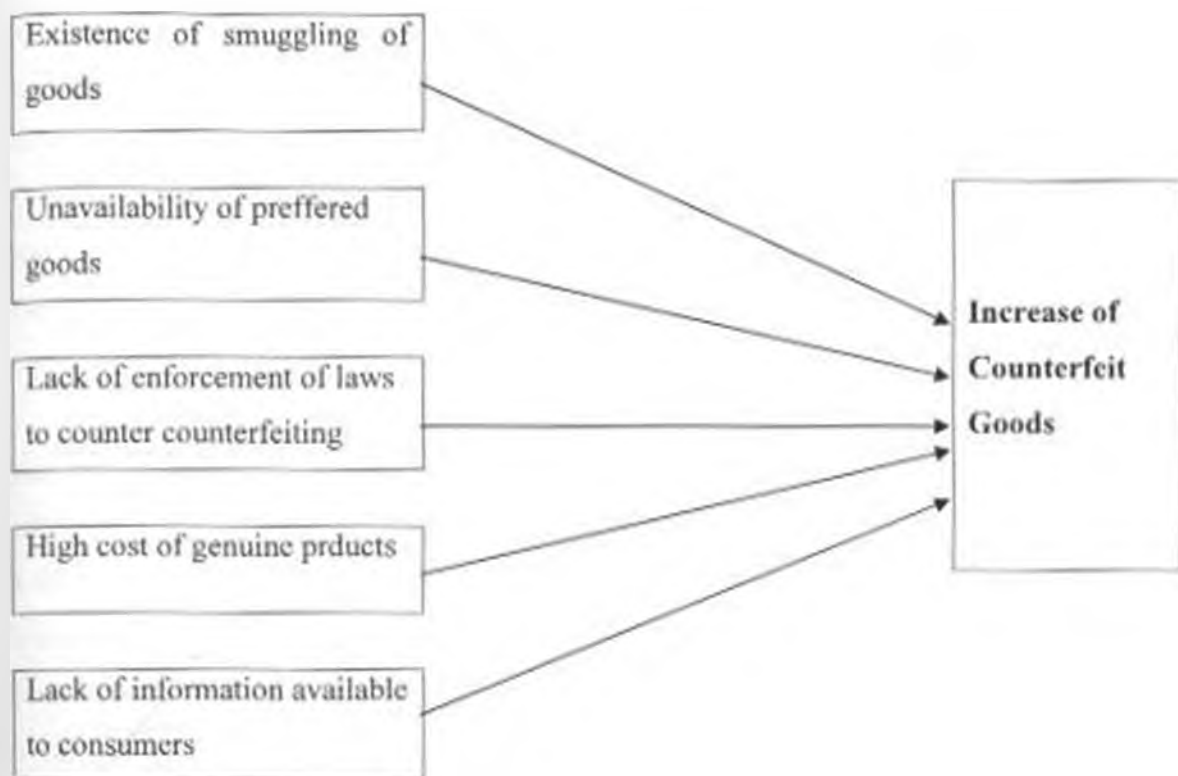 Existence of smuggling of
goods
Unavailability of preffered
goods
Lack of enforcement of laws
to counter counterfeiting
High cost of genuine prducts
Lack of information available
to consumers
Increase of
Counterfeit
Goods